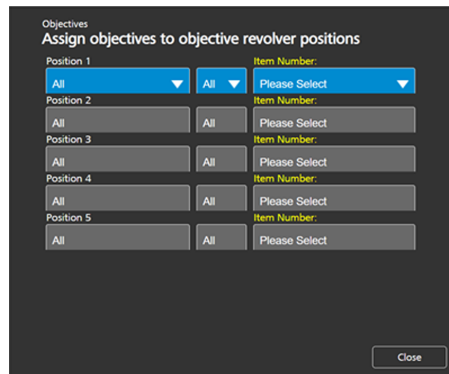 Objectives
Assign objectives to objective revolver positions
Position 1 Item Number:
All All Please Select
Position 2 Item Number:
All All Please Select
Position 3 Item Number:
All All Please Select
Position 4 Item Number:
All All Please Select
Position 5 Item Number:
All All Please Select
Close